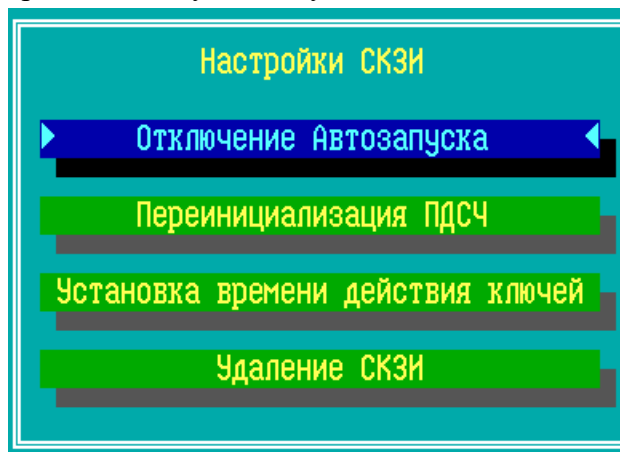 Настройки СКЗИ
Отключение Автозапуска
Переинициализация ПДСЧ
Установка времени действия ключей
Удаление СКЗИ